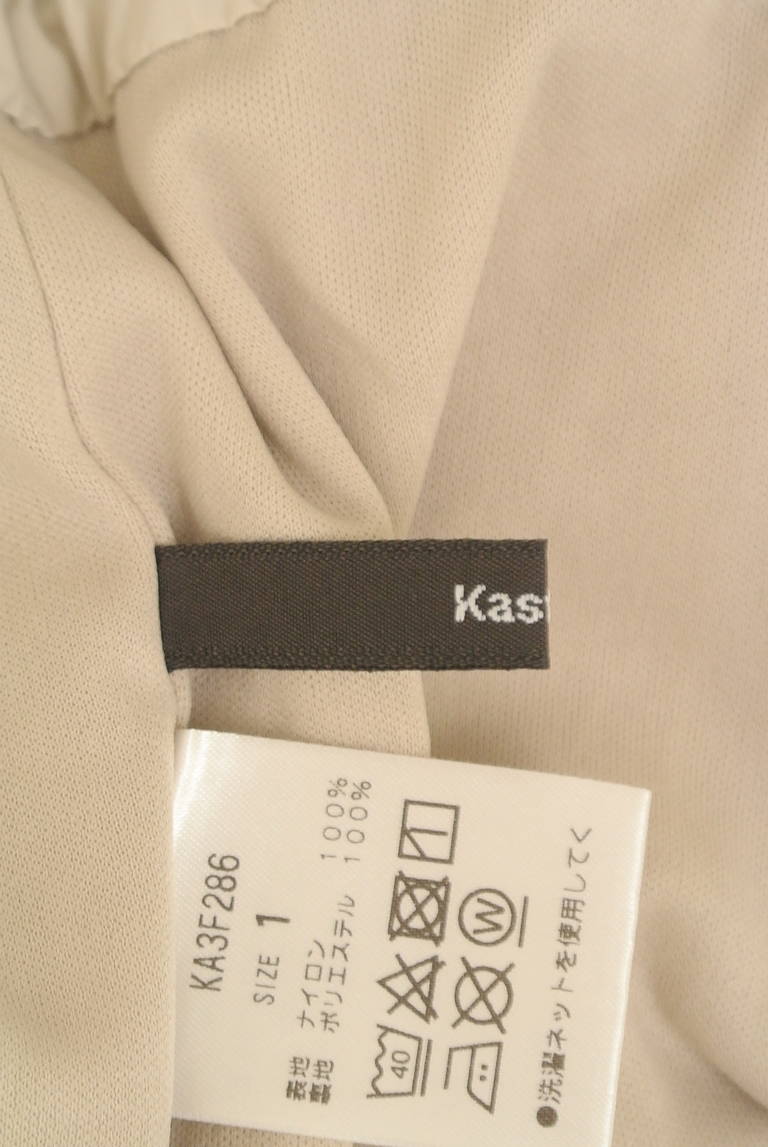 Kas
KA3F286
SIZE 1
表地 ナイロン 100%
裏地 ポリエステル 100%
40
W
●洗濯ネットを使用してく